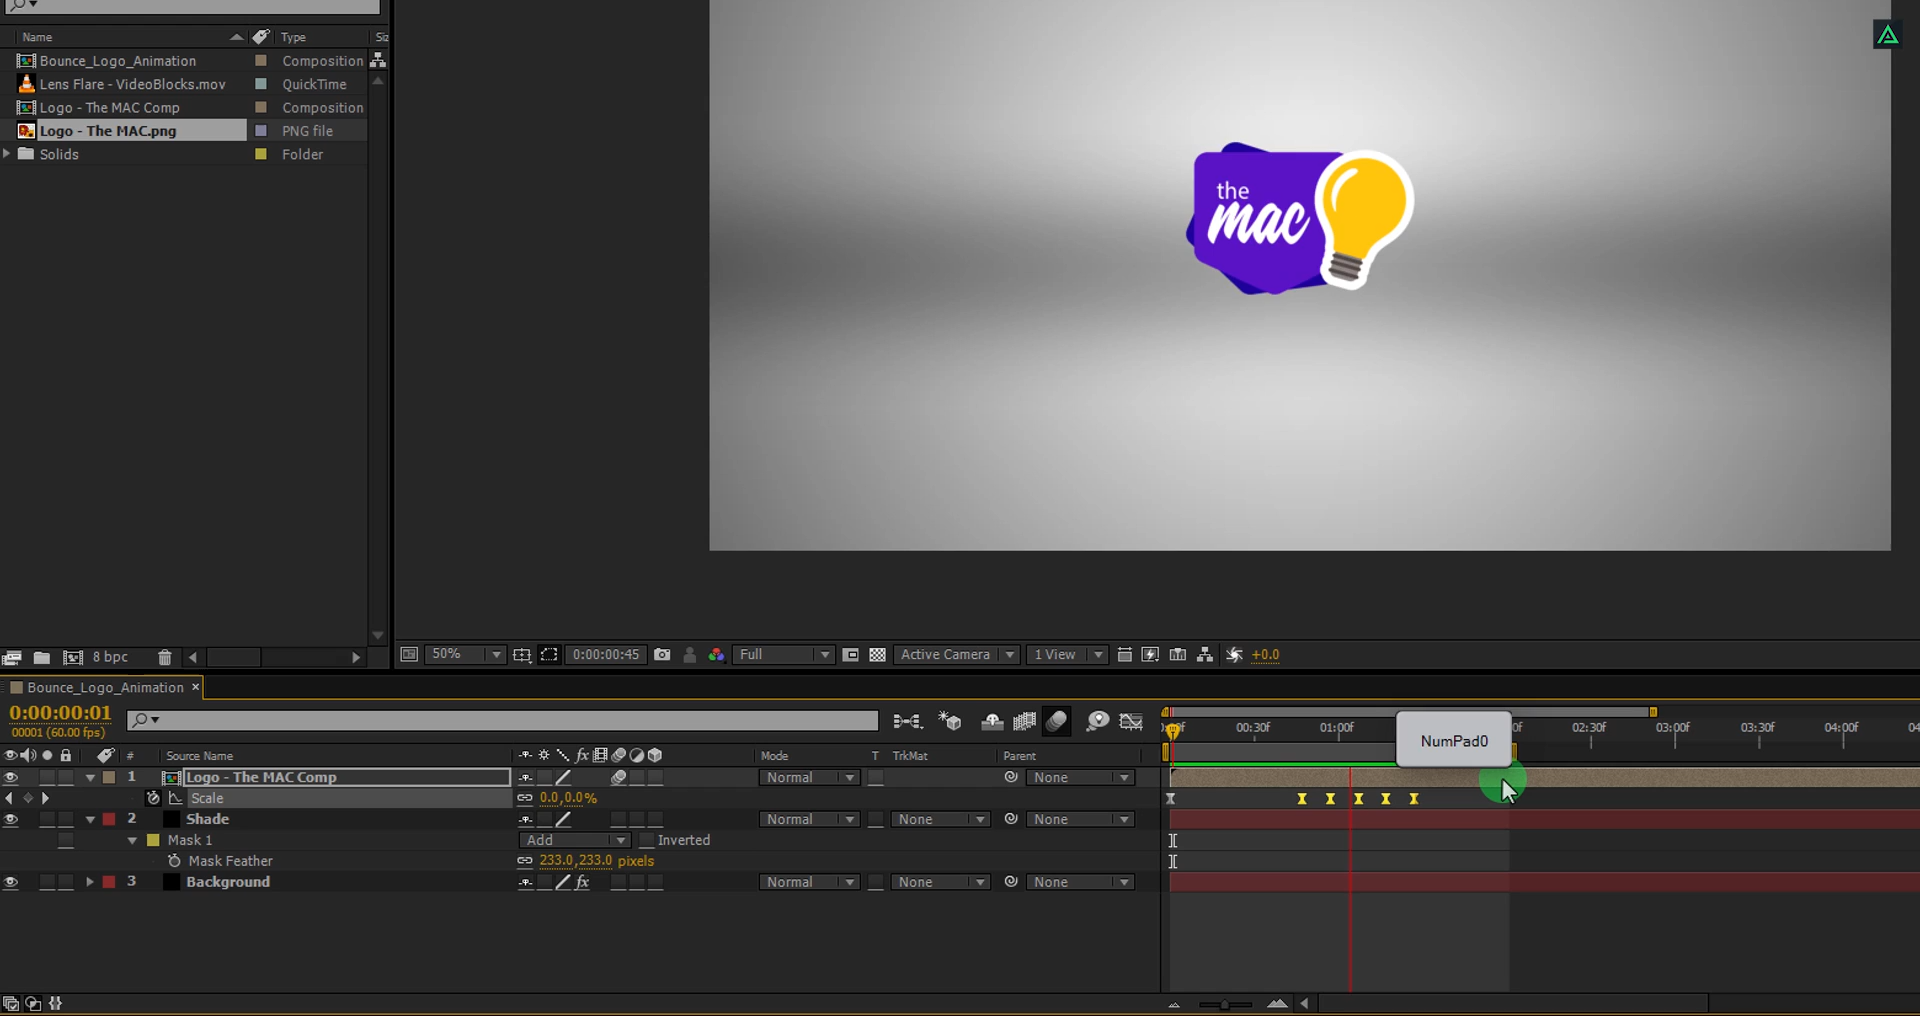 Name Type Siz
Bounce_Logo_Animation Composition
Lens Flare - VideoBlocks.mov QuickTime
Logo - The MAC Comp Composition
Logo - The MAC.png PNG file
Solids Folder
the
mac
8 bpc
50% 0:00:00:45 Full Active Camera 1 View +0.0
Bounce_Logo_Animation ×
0:00:00:01
00001 (60.00 fps)
00:30f 01:00f 02:30f 03:00f 03:30f 04:00f
NumPad0
# Source Name fx Mode T TrkMat Parent
1 Logo - The MAC Comp Normal None
Scale 0.0,0.0%
2 Shade Normal None None
Mask 1 Add Inverted
Mask Feather 233.0,233.0 pixels
3 Background fx Normal None None